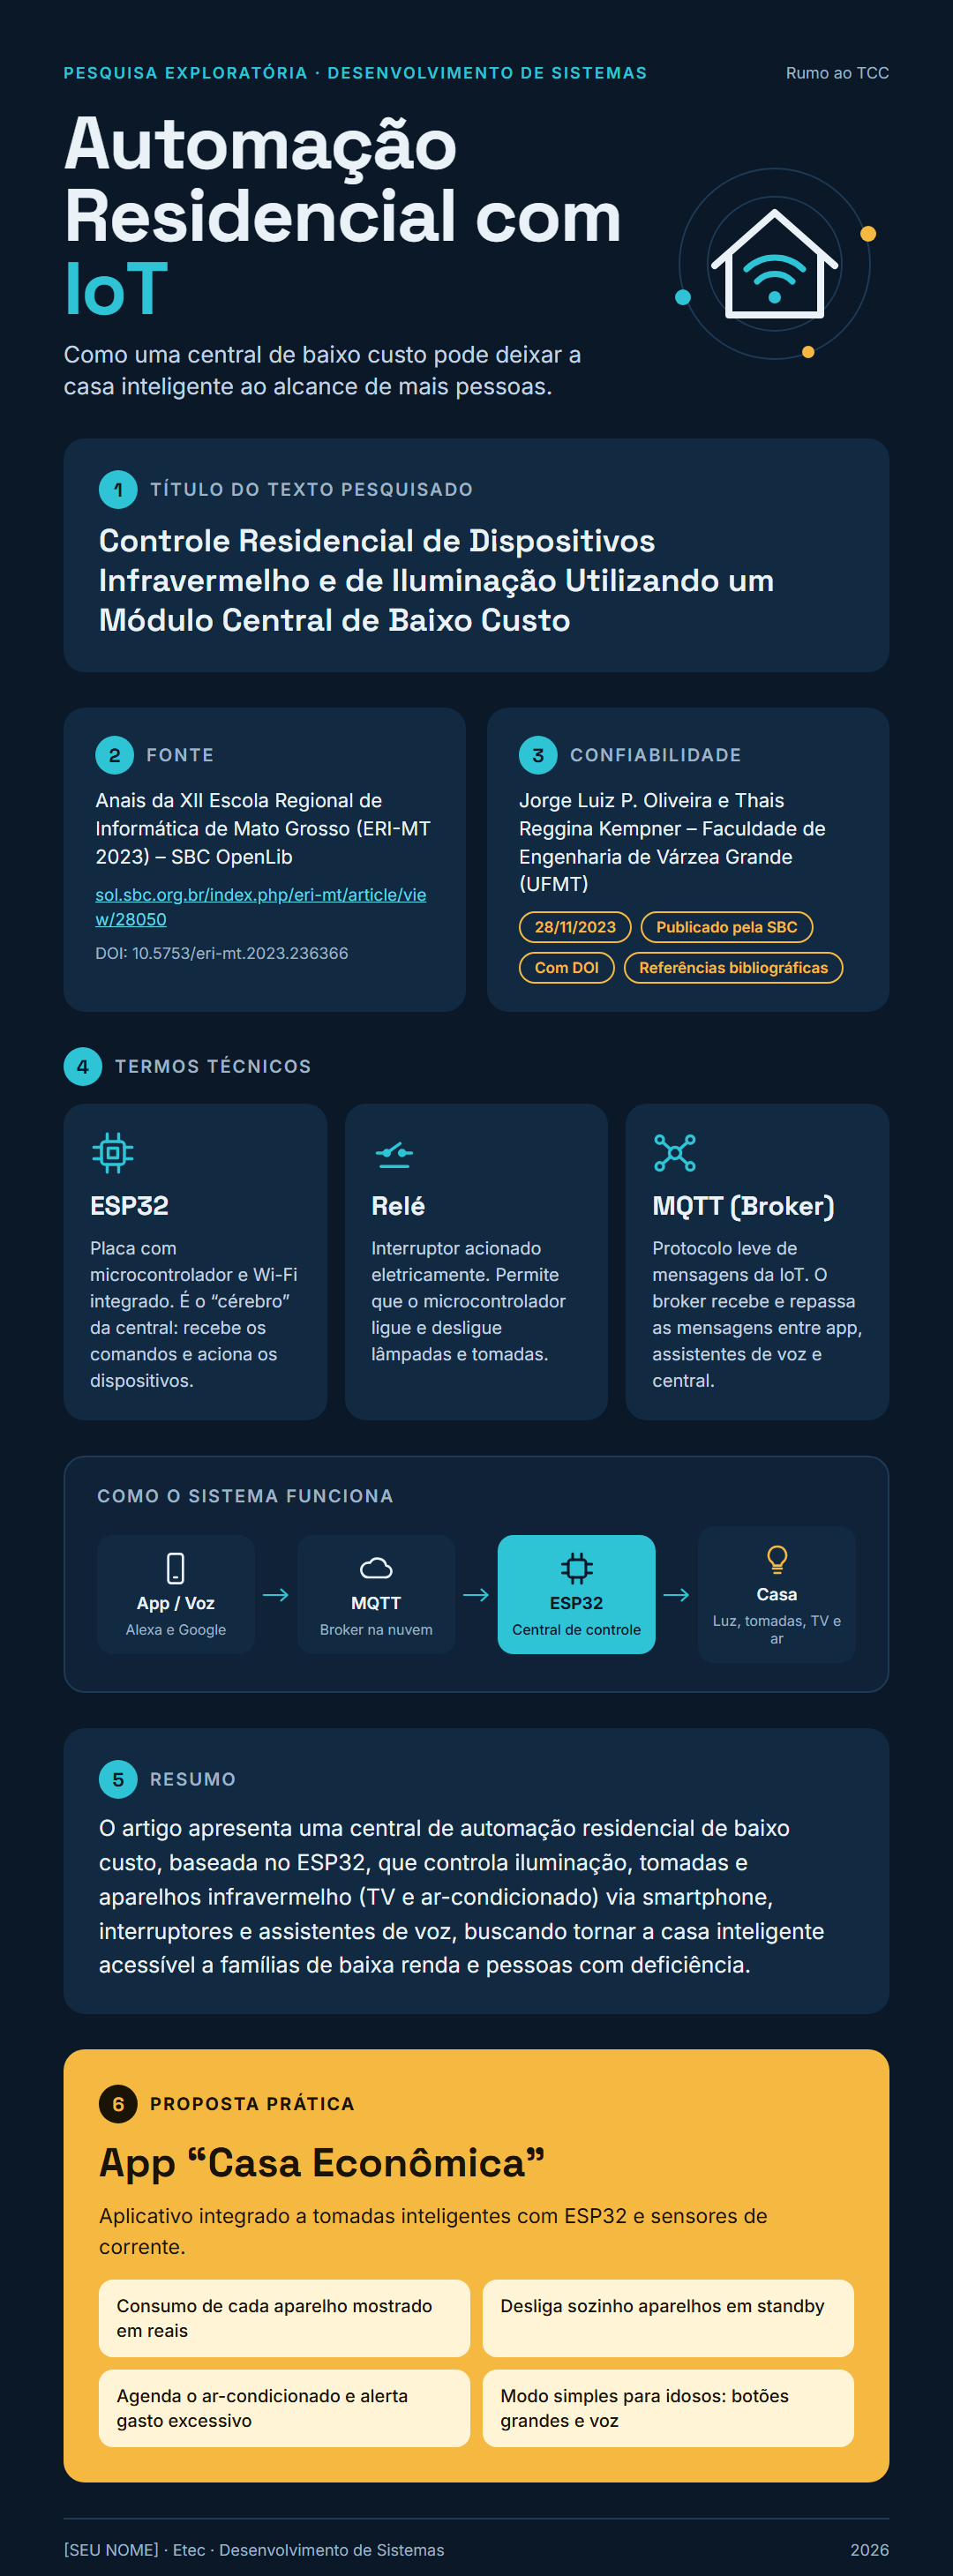 PESQUISA EXPLORATÓRIA · DESENVOLVIMENTO DE SISTEMAS
Rumo ao TCC
Automação
Residencial com
IoT
Como uma central de baixo custo pode deixar a
casa inteligente ao alcance de mais pessoas.
1 TÍTULO DO TEXTO PESQUISADO
Controle Residencial de Dispositivos
Infravermelho e de Iluminação Utilizando um
Módulo Central de Baixo Custo
2 FONTE
Anais da XII Escola Regional de
Informática de Mato Grosso (ERI-MT
2023) – SBC OpenLib
sol.sbc.org.br/index.php/eri-mt/article/vie
w/28050
DOI: 10.5753/eri-mt.2023.236366
3 CONFIABILIDADE
Jorge Luiz P. Oliveira e Thais
Reggina Kempner – Faculdade de
Engenharia de Várzea Grande
(UFMT)
28/11/2023
Publicado pela SBC
Com DOI
Referências bibliográficas
4 TERMOS TÉCNICOS
ESP32
Placa com
microcontrolador e Wi-Fi
integrado. É o “cérebro”
da central: recebe os
comandos e aciona os
dispositivos.
Relé
Interruptor acionado
eletricamente. Permite
que o microcontrolador
ligue e desligue
lâmpadas e tomadas.
MQTT (Broker)
Protocolo leve de
mensagens da IoT. O
broker recebe e repassa
as mensagens entre app,
assistentes de voz e
central.
COMO O SISTEMA FUNCIONA
App / Voz
Alexa e Google
MQTT
Broker na nuvem
ESP32
Central de controle
Casa
Luz, tomadas, TV e
ar
5 RESUMO
O artigo apresenta uma central de automação residencial de baixo
custo, baseada no ESP32, que controla iluminação, tomadas e
aparelhos infravermelho (TV e ar-condicionado) via smartphone,
interruptores e assistentes de voz, buscando tornar a casa inteligente
acessível a famílias de baixa renda e pessoas com deficiência.
6 PROPOSTA PRÁTICA
App “Casa Econômica”
Aplicativo integrado a tomadas inteligentes com ESP32 e sensores de
corrente.
Consumo de cada aparelho mostrado
em reais
Desliga sozinho aparelhos em standby
Agenda o ar-condicionado e alerta
gasto excessivo
Modo simples para idosos: botões
grandes e voz
[SEU NOME] · Etec · Desenvolvimento de Sistemas
2026